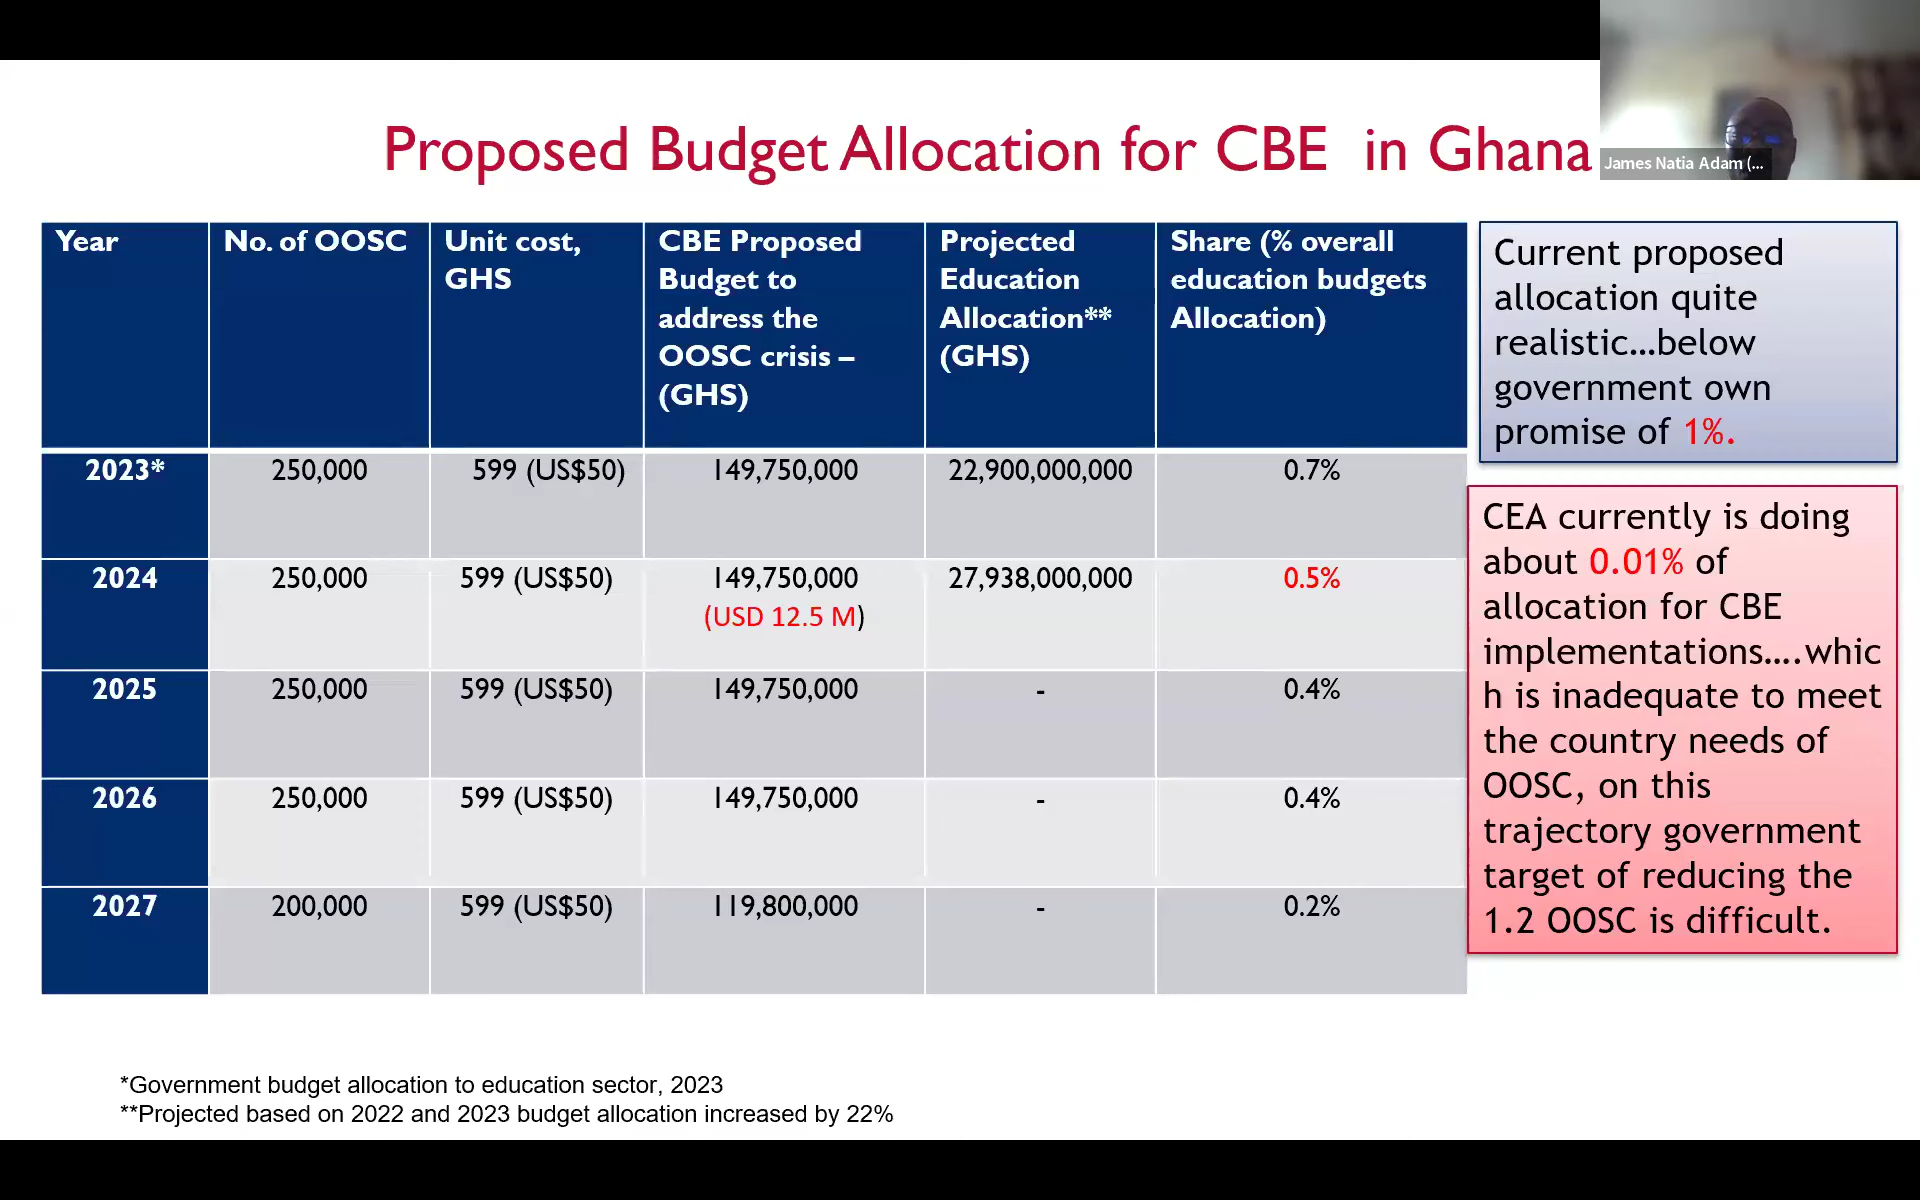 Proposed Budget Allocation for CBE in Ghana
James Natia Adam (...
Year
No. of OOSC
Unit cost,
GHS
CBE Proposed
Budget to
address the
OOSC crisis –
(GHS)
Projected
Education
Allocation**
(GHS)
Share (% overall
education budgets
Allocation)
2023*
250,000
599 (US$50)
149,750,000
22,900,000,000
0.7%
2024
250,000
599 (US$50)
149,750,000
(USD 12.5 M)
27,938,000,000
0.5%
2025
250,000
599 (US$50)
149,750,000
-
0.4%
2026
250,000
599 (US$50)
149,750,000
-
0.4%
2027
200,000
599 (US$50)
119,800,000
-
0.2%
Current proposed
allocation quite
realistic...below
government own
promise of 1%.
CEA currently is doing
about 0.01% of
allocation for CBE
implementations....whic
h is inadequate to meet
the country needs of
OOSC, on this
trajectory government
target of reducing the
1.2 OOSC is difficult.
*Government budget allocation to education sector, 2023
**Projected based on 2022 and 2023 budget allocation increased by 22%